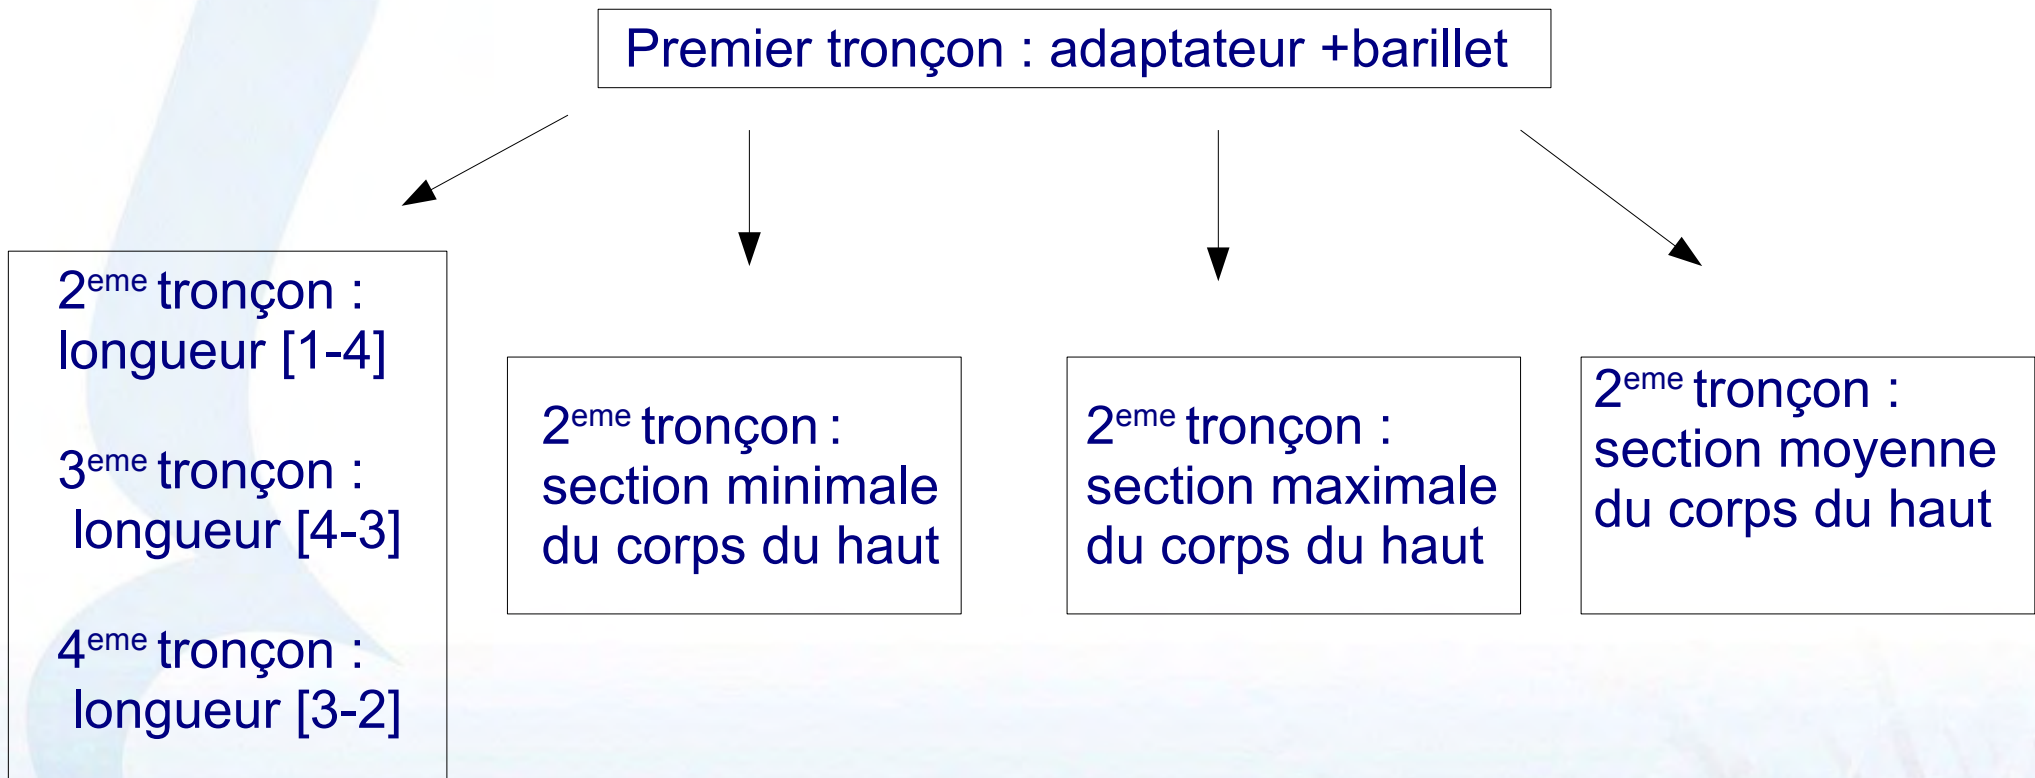 Premier tronçon : adaptateur +barillet
2eme tronçon :
longueur [1-4]
3eme tronçon :
longueur [4-3]
4eme tronçon :
longueur [3-2]
2eme tronçon :
section minimale
du corps du haut
2eme tronçon :
section maximale
du corps du haut
2eme tronçon :
section moyenne
du corps du haut